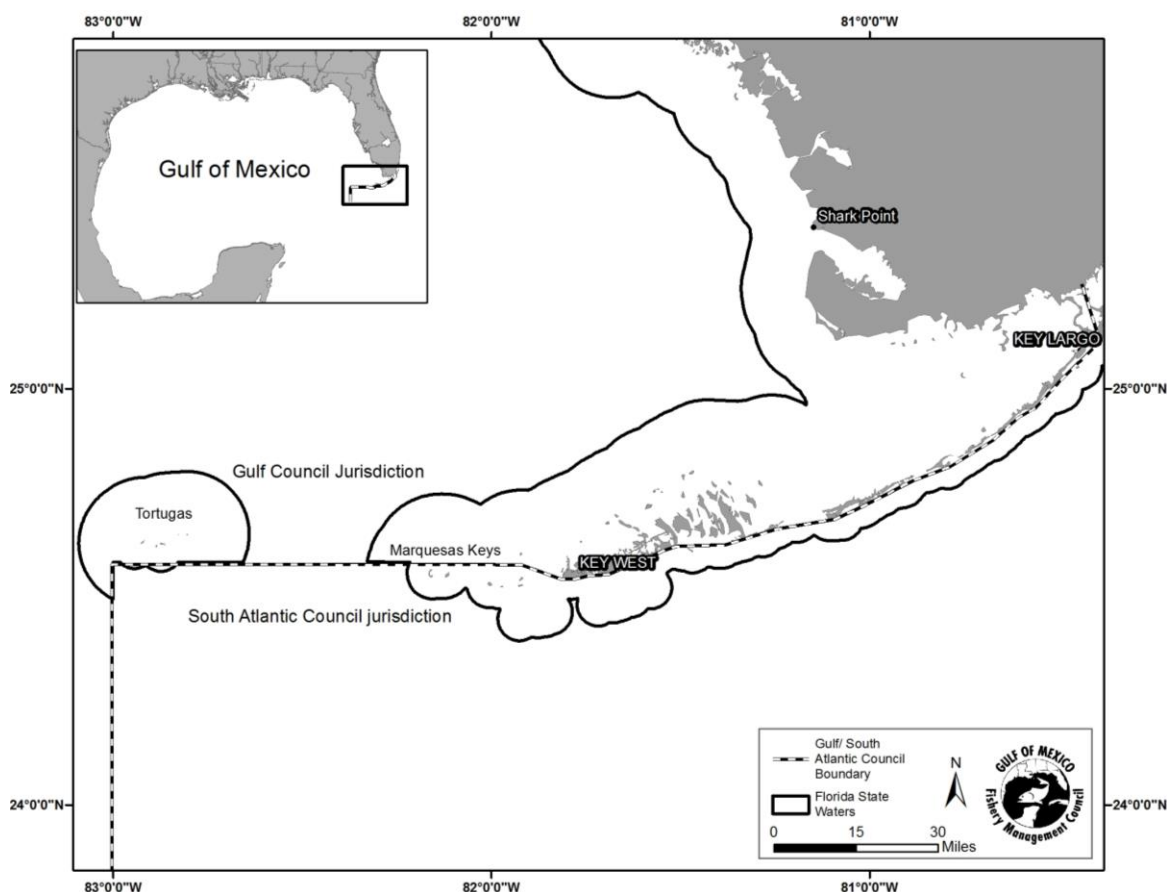 83°0'0"W
82°0'0"W
81°0'0"W
Gulf of Mexico
Shark Point
KEY LARGO
25°0'0"N
25°0'0"N
Gulf Council Jurisdiction
Tortugas
Marquesas Keys
KEY WEST
South Atlantic Council jurisdiction
Gulf/ South
Atlantic Council
Boundary
Florida State
Waters
N
GULF OF MEXICO
Fishery Management Council
0
15
30
Miles
24°0'0"N
24°0'0"N
83°0'0"W
82°0'0"W
81°0'0"W